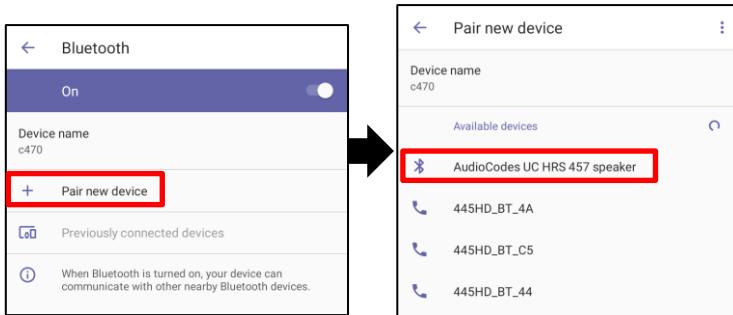 Bluetooth
On
Device name
c470
Pair new device
Previously connected devices
When Bluetooth is turned on, your device can
communicate with other nearby Bluetooth devices.
Pair new device
Device name
c470
Available devices
AudioCodes UC HRS 457 speaker
445HD_BT_4A
445HD_BT_C5
445HD_BT_44